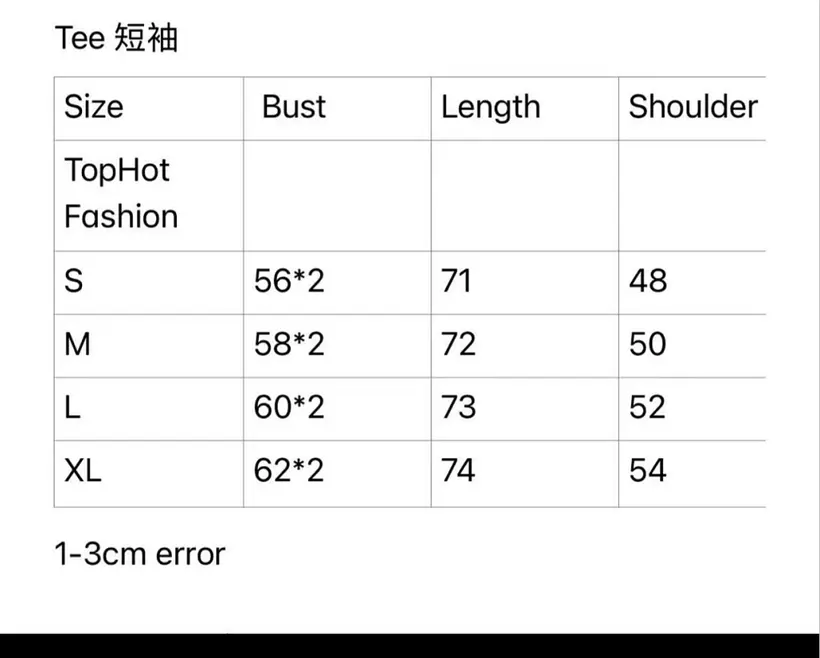 Tee 短袖
Size Bust Length Shoulder
TopHot
Fashion
S 56*2 71 48
M 58*2 72 50
L 60*2 73 52
XL 62*2 74 54
1-3cm error